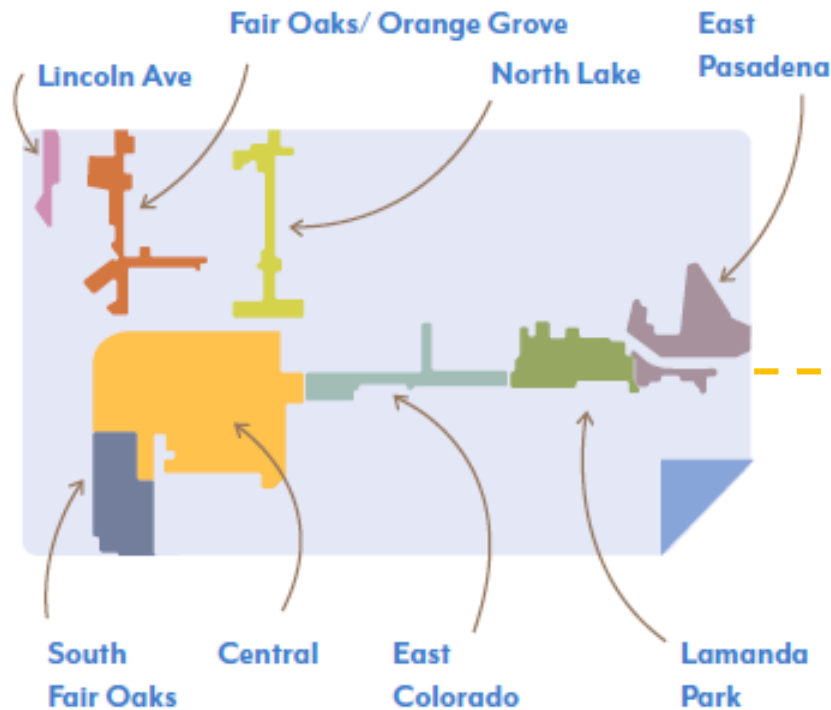 Fair Oaks/ Orange Grove
East
Pasadena
Lincoln Ave
North Lake
South
Fair Oaks
Central
East
Colorado
Lamanda
Park